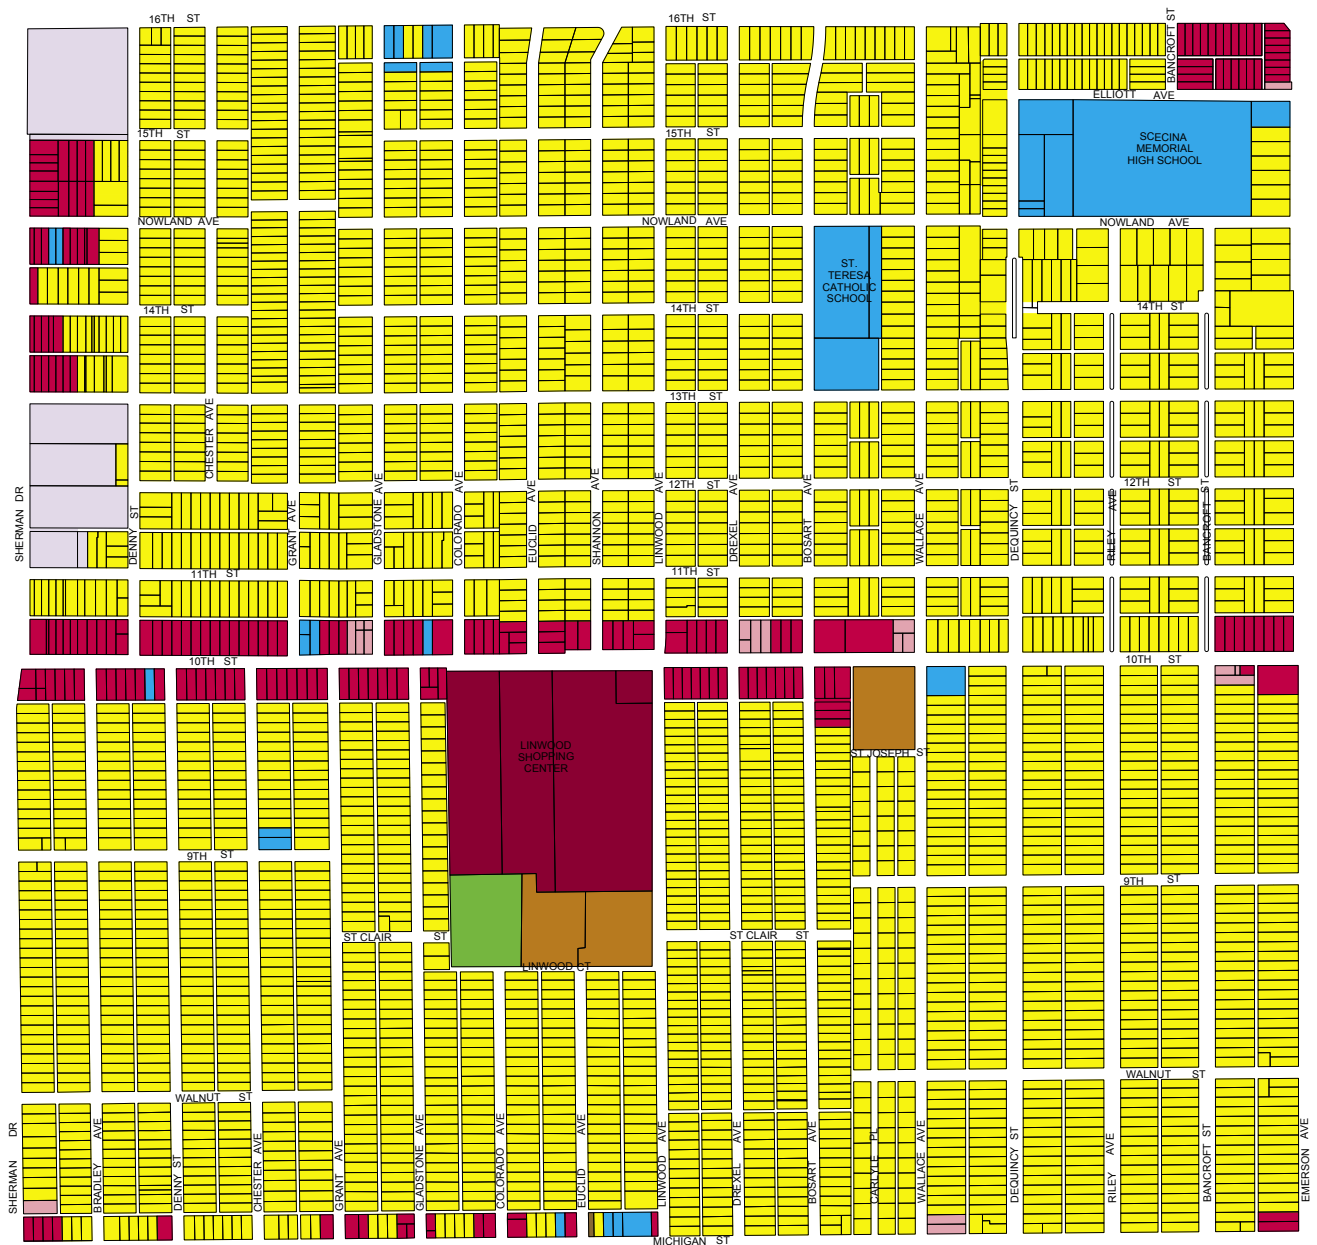 16TH ST
16TH ST
BANCROFT ST
ELLIOTT AVE
15TH ST
15TH ST
SCECINA
MEMORIAL
HIGH SCHOOL
NOWLAND AVE
NOWLAND AVE
NOWLAND AVE
ST.
TERESA
CATHOLIC
SCHOOL
14TH ST
14TH ST
14TH ST
13TH ST
CHESTER AVE
12TH ST
12TH ST
SHERMAN DR
DENNY ST
GRANT AVE
GLADSTONE AVE
COLORADO AVE
EUCLID AVE
SHANNON AVE
LINWOOD AVE
DREXEL AVE
BOSART AVE
WALLACE AVE
DEQUINCY ST
RILEY AVE
BANCROFT ST
11TH ST
11TH ST
10TH ST
10TH ST
LINWOOD
SHOPPING
CENTER
ST JOSEPH ST
9TH ST
9TH ST
ST CLAIR ST
ST CLAIR ST
LINWOOD CT
WALNUT ST
WALNUT ST
SHERMAN DR
BRADLEY AVE
DENNY ST
CHESTER AVE
GRANT AVE
GLADSTONE AVE
COLORADO AVE
EUCLID AVE
LINWOOD AVE
DREXEL AVE
BOSART AVE
CARLYLE PL
WALLACE AVE
DEQUINCY ST
RILEY AVE
BANCROFT ST
EMERSON AVE
MICHIGAN ST